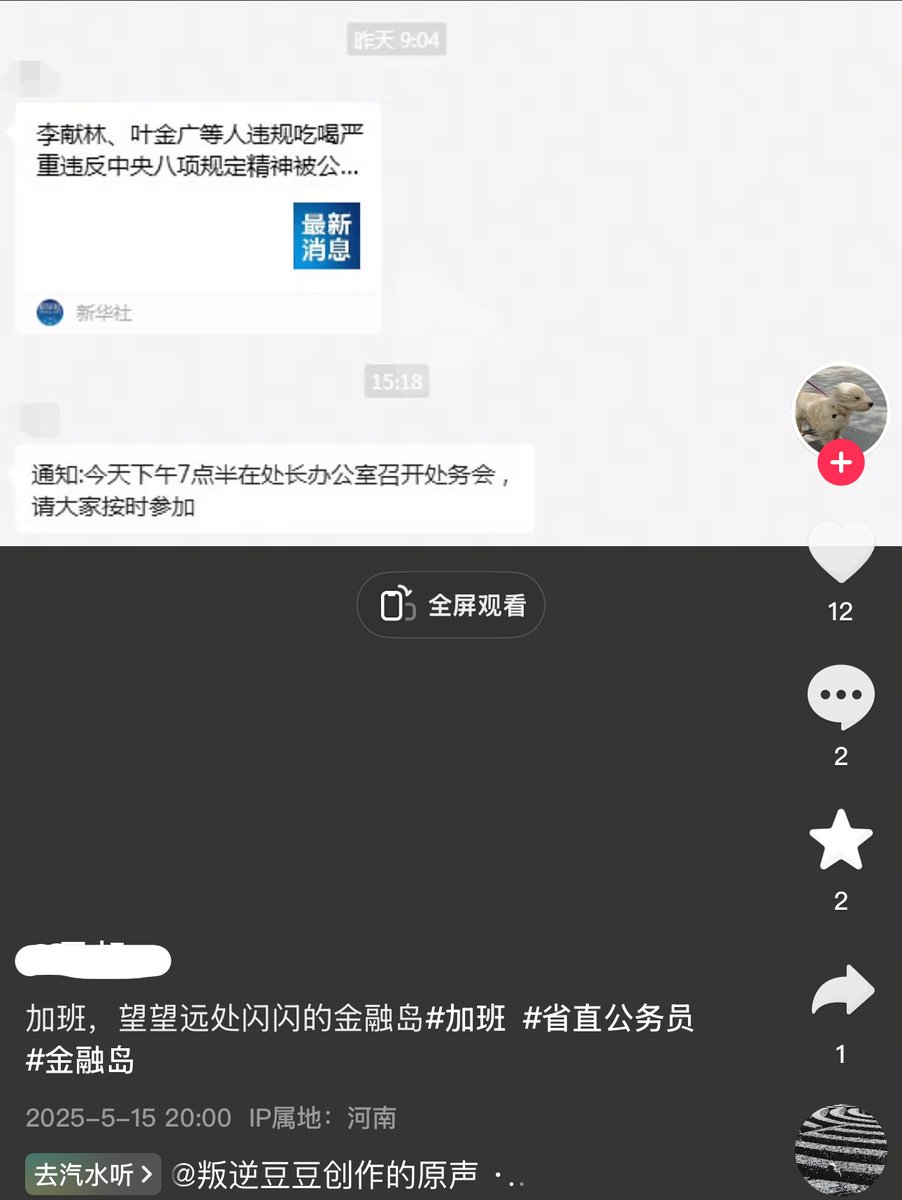 昨天 9:04
李献林、叶金广等人违规吃喝严
重违反中央八项规定精神被公...
最新
消息
新华社
15:18
通知:今天下午7点半在处长办公室召开处务会，
请大家按时参加
全屏观看
12
2
2
1
加班，望望远处闪闪的金融岛#加班 #省直公务员
#金融岛
2025-5-15 20:00 IP属地：河南
去汽水听 @叛逆豆豆创作的原声 · ..